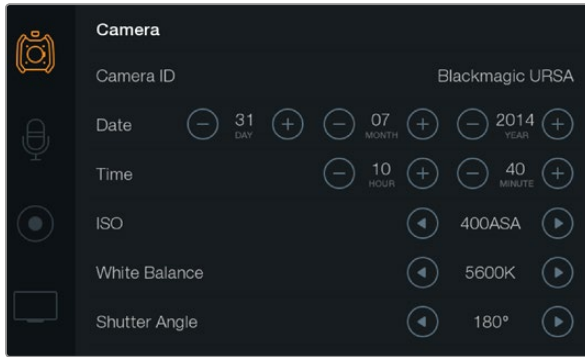 Camera
Camera ID Blackmagic URSA
Date − 31 + − 07 + − 2014 +
DAY MONTH YEAR
Time − 10 + − 40 +
HOUR MINUTE
ISO 400ASA
White Balance 5600K
Shutter Angle 180°